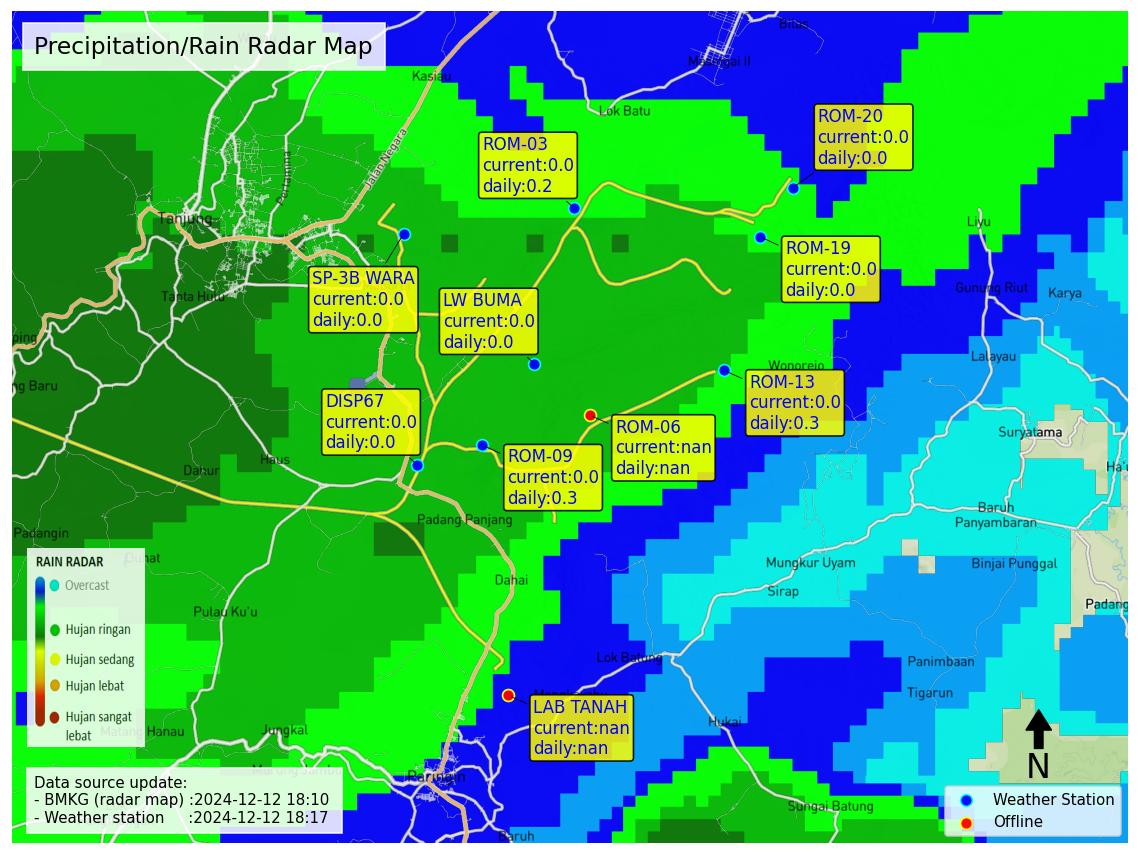 Precipitation/Rain Radar Map
Bilas
Masingai II
Kasiau
Lok Batu
Jalan Negara
Pertamina
ROM-20
current:0.0
daily:0.0
ROM-03
current:0.0
daily:0.2
Tanjung
Liyu
ROM-19
current:0.0
daily:0.0
SP-3B WARA
current:0.0
daily:0.0
LW BUMA
current:0.0
daily:0.0
Tanta Hulu
Gunung Riut
Karya
ping
Lalayau
Woporejo
ng Baru
ROM-13
current:0.0
daily:0.3
DISP67
current:0.0
daily:0.0
ROM-06
current:nan
daily:nan
Suryatama
ROM-09
current:0.0
daily:0.3
Haus
Dahur
Ha'u
Baruh
Panyambaran
Padang Panjang
Padangin
Mungkur Uyam
Binjai Punggal
Dahai
Sirap
Padang
Pulau Ku'u
RAIN RADAR
Overcast
Hujan ringan
Hujan sedang
Hujan lebat
Hujan sangat
lebat
Lok Batung
Panimbaan
Tigarun
LAB TANAH
current:nan
daily:nan
Hukai
Manau
Jungkal
Paringin
Sungai Batung
Baruh
Data source update:
- BMKG (radar map) :2024-12-12 18:10
- Weather station :2024-12-12 18:17
N
Weather Station
Offline